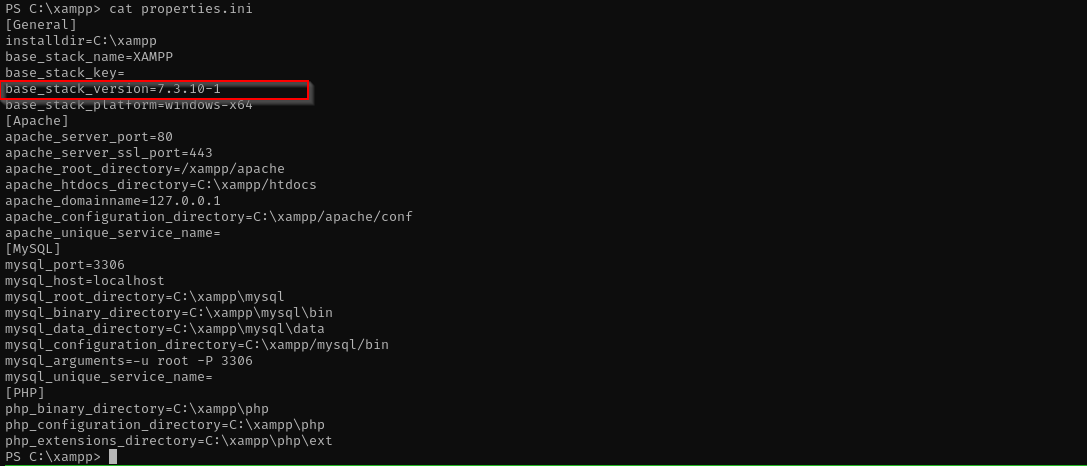 PS C:\xampp> cat properties.ini
[General]
installdir=C:\xampp
base_stack_name=XAMPP
base_stack_key=
base_stack_version=7.3.10-1
base_stack_platform=windows-x64
[Apache]
apache_server_port=80
apache_server_ssl_port=443
apache_root_directory=/xampp/apache
apache_htdocs_directory=C:\xampp/htdocs
apache_domainname=127.0.0.1
apache_configuration_directory=C:\xampp/apache/conf
apache_unique_service_name=
[MySQL]
mysql_port=3306
mysql_host=localhost
mysql_root_directory=C:\xampp\mysql
mysql_binary_directory=C:\xampp\mysql\bin
mysql_data_directory=C:\xampp\mysql\data
mysql_configuration_directory=C:\xampp/mysql/bin
mysql_arguments=-u root -P 3306
mysql_unique_service_name=
[PHP]
php_binary_directory=C:\xampp\php
php_configuration_directory=C:\xampp\php
php_extensions_directory=C:\xampp\php\ext
PS C:\xampp>